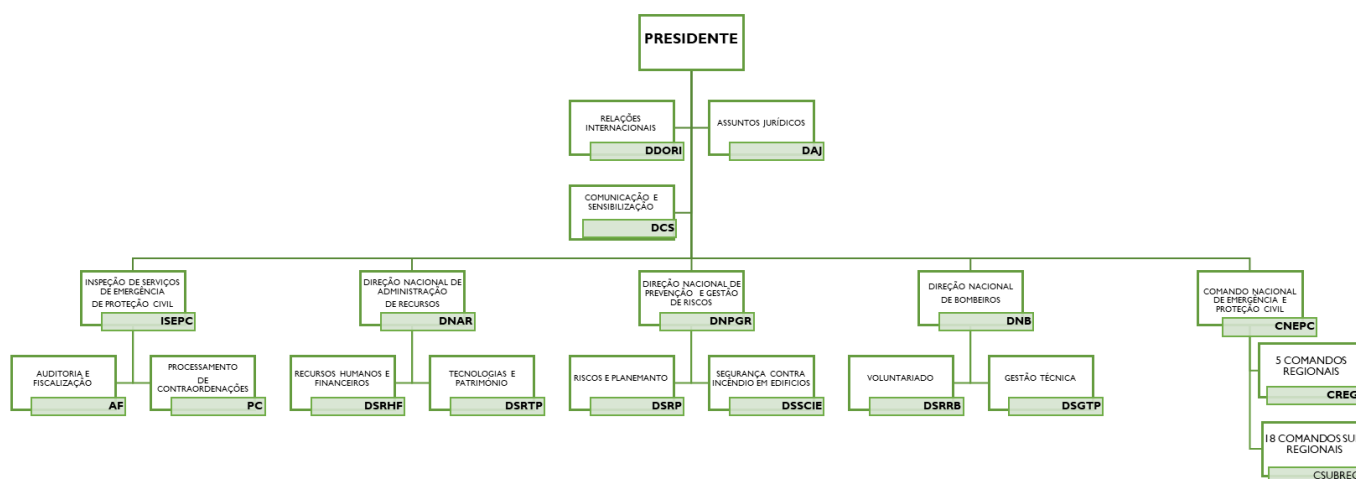 PRESIDENTE
RELAÇÕES
INTERNACIONAIS
DDORI
ASSUNTOS JURÍDICOS
DAJ
COMUNICAÇÃO E
SENSIBILIZAÇÃO
DCS
INSPEÇÃO DE SERVIÇOS
DE EMERGÊNCIA
DE PROTEÇÃO CIVIL
ISEPC
DIREÇÃO NACIONAL DE
ADMINISTRAÇÃO
DE RECURSOS
DNAR
DIREÇÃO NACIONAL DE
PREVENÇÃO E GESTÃO
DE RISCOS
DNPGR
DIREÇÃO NACIONAL
DE BOMBEIROS
DNB
COMANDO NACIONAL
DE EMERGÊNCIA E
PROTEÇÃO CIVIL
CNEPC
AUDITORIA E
FISCALIZAÇÃO
AF
PROCESSAMENTO
DE
CONTRAORDENAÇÕES
PC
RECURSOS HUMANOS E
FINANCEIROS
DSRHF
TECNOLOGIAS E
PATRIMÓNIO
DSRTP
RISCOS E PLANEMANTO
DSRP
SEGURANÇA CONTRA
INCÊNDIO EM EDIFICIOS
DSSCIE
VOLUNTARIADO
DSRRB
GESTÃO TÉCNICA
DSGTP
5 COMANDOS
REGIONAIS
CREG
18 COMANDOS
REGIONAIS
CSUBREG